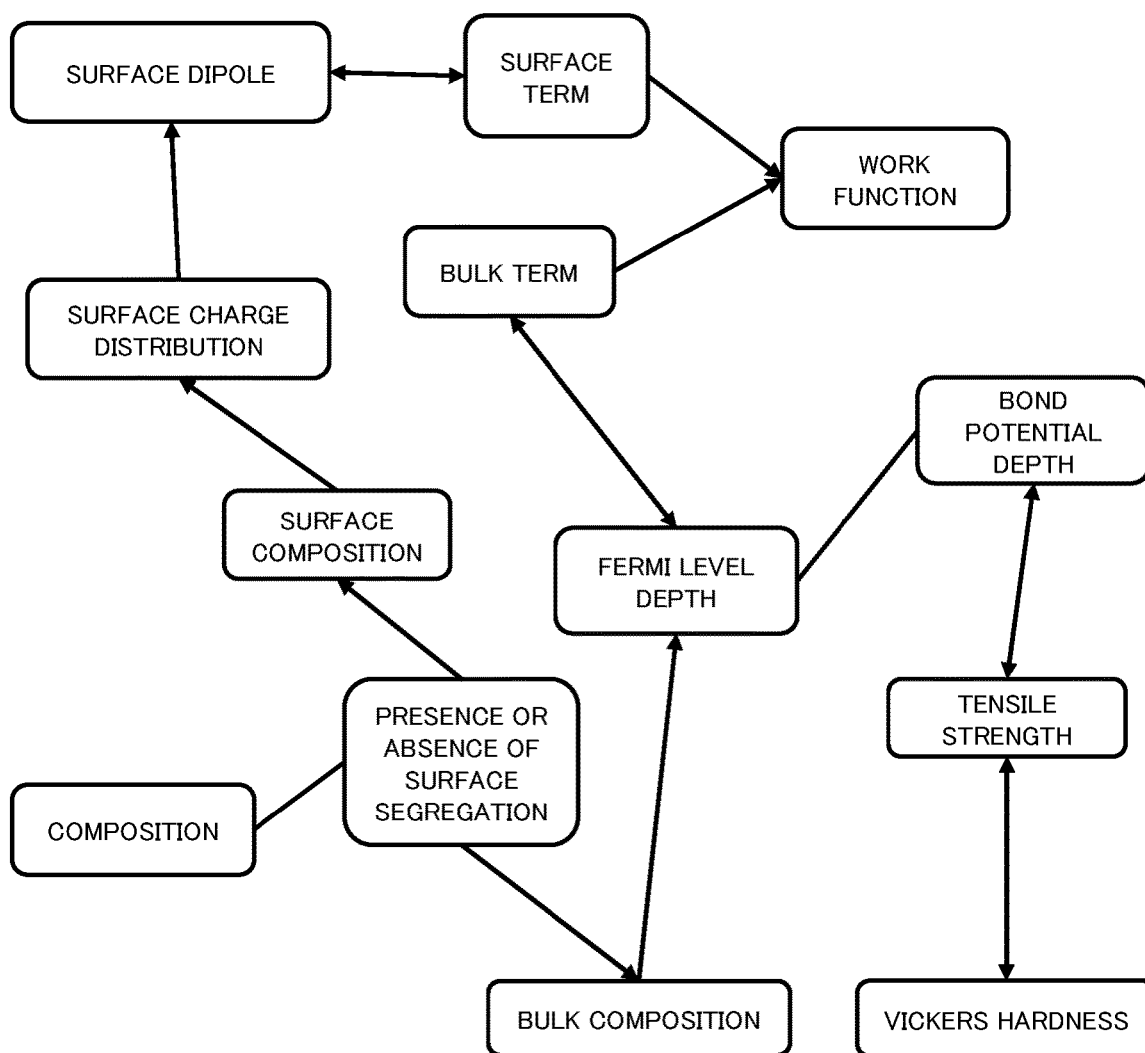 SURFACE DIPOLE
SURFACE
TERM
WORK
FUNCTION
BULK TERM
SURFACE CHARGE
DISTRIBUTION
BOND
POTENTIAL
DEPTH
SURFACE
COMPOSITION
FERMI LEVEL
DEPTH
PRESENCE OR
ABSENCE OF
SURFACE
SEGREGATION
TENSILE
STRENGTH
COMPOSITION
BULK COMPOSITION
VICKERS HARDNESS